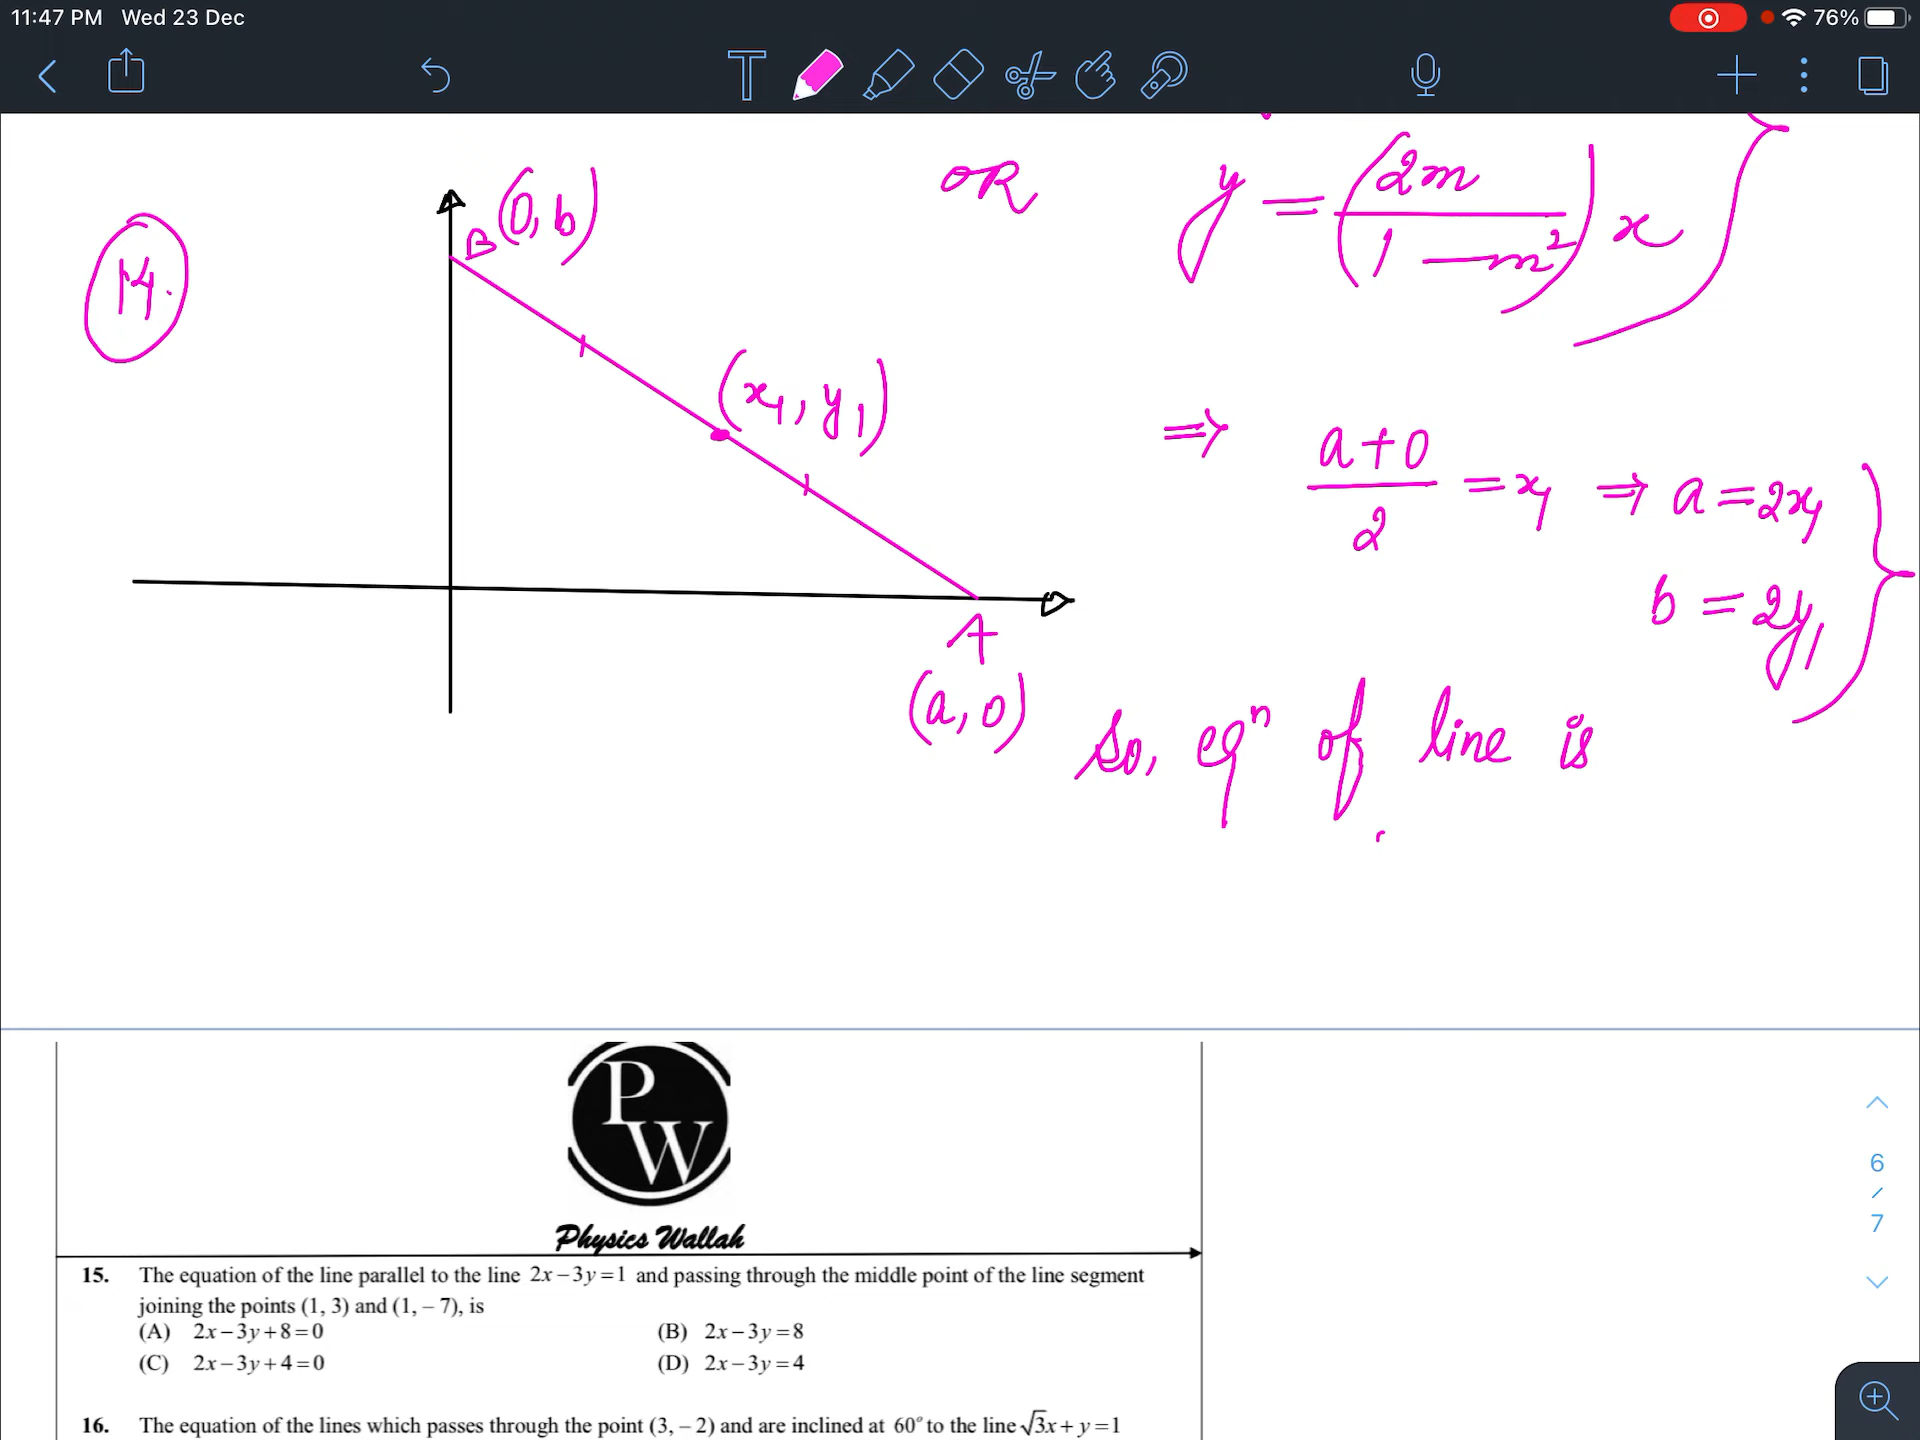 11:47 PM Wed 23 Dec
76%
T
OR y = (2m / 1 - m²) x
14.
B (0, b)
(x₁, y₁)
⇒ a + 0 / 2 = x₁ ⇒ a = 2x₁
b = 2y₁
A
(a, 0)
So, eqⁿ of line is
PW
Physics Wallah
6
/
7
15. The equation of the line parallel to the line 2x – 3y = 1 and passing through the middle point of the line segment
joining the points (1, 3) and (1, – 7), is
(A) 2x – 3y + 8 = 0 (B) 2x – 3y = 8
(C) 2x – 3y + 4 = 0 (D) 2x – 3y = 4
16. The equation of the lines which passes through the point (3, – 2) and are inclined at 60° to the line √3x + y = 1